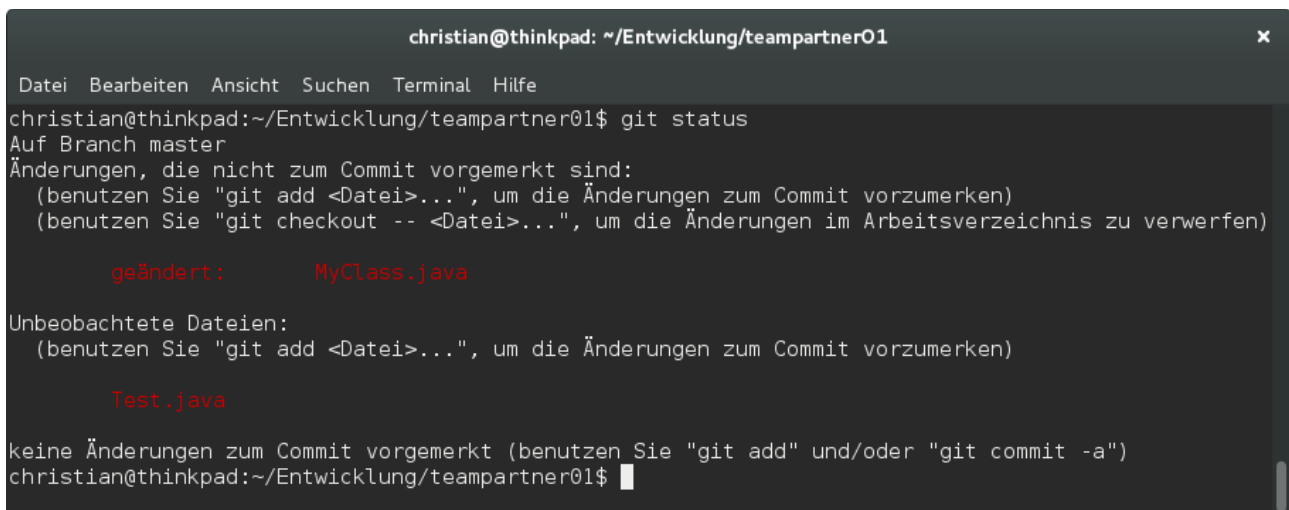 christian@thinkpad: ~/Entwicklung/teampartner01
Datei Bearbeiten Ansicht Suchen Terminal Hilfe
christian@thinkpad:~/Entwicklung/teampartner01$ git status
Auf Branch master
Änderungen, die nicht zum Commit vorgemerkt sind:
  (benutzen Sie "git add <Datei>...", um die Änderungen zum Commit vorzumerken)
  (benutzen Sie "git checkout -- <Datei>...", um die Änderungen im Arbeitsverzeichnis zu verwerfen)
geändert: MyClass.java
Unbeobachtete Dateien:
  (benutzen Sie "git add <Datei>...", um die Änderungen zum Commit vorzumerken)
Test.java
keine Änderungen zum Commit vorgemerkt (benutzen Sie "git add" und/oder "git commit -a")
christian@thinkpad:~/Entwicklung/teampartner01$